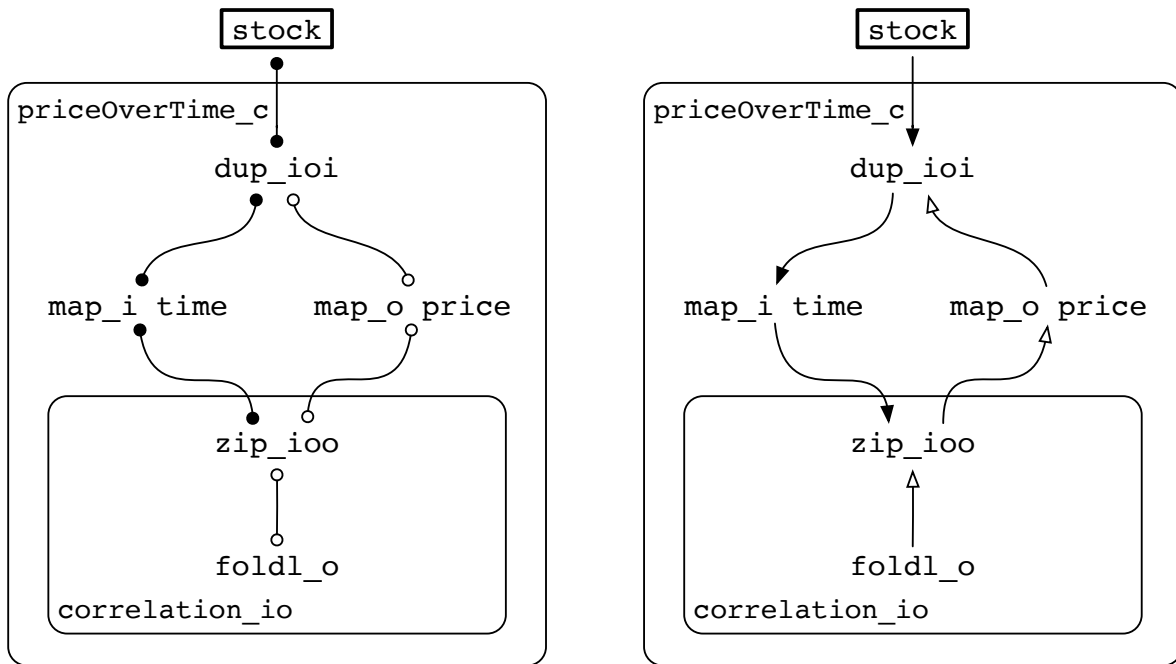 stock
priceOverTime_c
dup_ioi
map_i time
map_o price
zip_ioo
foldl_o
correlation_io
stock
priceOverTime_c
dup_ioi
map_i time
map_o price
zip_ioo
foldl_o
correlation_io